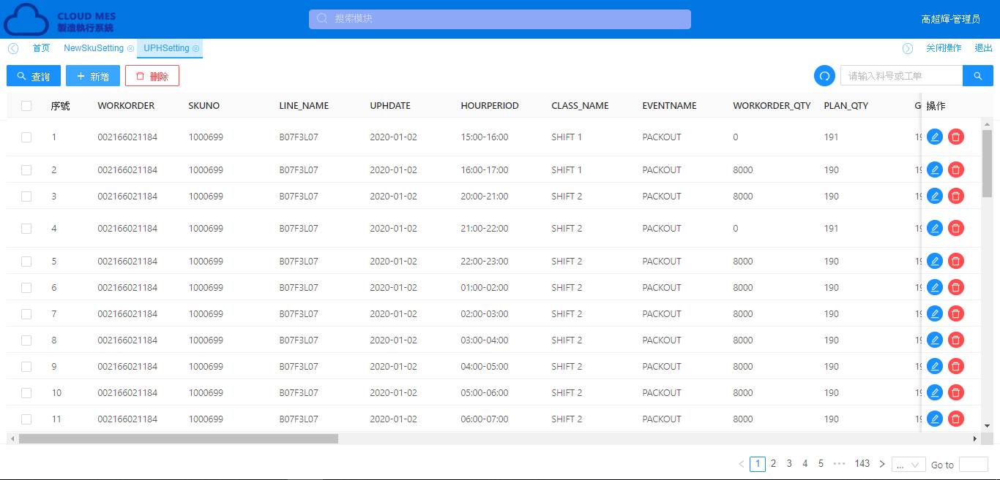 CLOUD MES
製造執行系統
搜索模块
高超輝-管理员
首页 NewSkuSetting UPHSetting 关闭操作 退出
查詢 新增 刪除 请输入料号或工单
序號 WORKORDER SKUNO LINE_NAME UPHDATE HOURPERIOD CLASS_NAME EVENTNAME WORKORDER_QTY PLAN_QTY G 操作
1 002166021184 1000699 B07F3L07 2020-01-02 15:00-16:00 SHIFT 1 PACKOUT 0 191 19
2 002166021184 1000699 B07F3L07 2020-01-02 16:00-17:00 SHIFT 1 PACKOUT 8000 190 19
3 002166021184 1000699 B07F3L07 2020-01-02 20:00-21:00 SHIFT 2 PACKOUT 8000 190 19
4 002166021184 1000699 B07F3L07 2020-01-02 21:00-22:00 SHIFT 2 PACKOUT 0 191 19
5 002166021184 1000699 B07F3L07 2020-01-02 22:00-23:00 SHIFT 2 PACKOUT 8000 190 19
6 002166021184 1000699 B07F3L07 2020-01-02 01:00-02:00 SHIFT 2 PACKOUT 8000 190 19
7 002166021184 1000699 B07F3L07 2020-01-02 02:00-03:00 SHIFT 2 PACKOUT 8000 190 19
8 002166021184 1000699 B07F3L07 2020-01-02 03:00-04:00 SHIFT 2 PACKOUT 8000 190 19
9 002166021184 1000699 B07F3L07 2020-01-02 04:00-05:00 SHIFT 2 PACKOUT 8000 190 19
10 002166021184 1000699 B07F3L07 2020-01-02 05:00-06:00 SHIFT 2 PACKOUT 8000 190 19
11 002166021184 1000699 B07F3L07 2020-01-02 06:00-07:00 SHIFT 2 PACKOUT 8000 190 19
< 1 2 3 4 5 ••• 143 > ... Go to